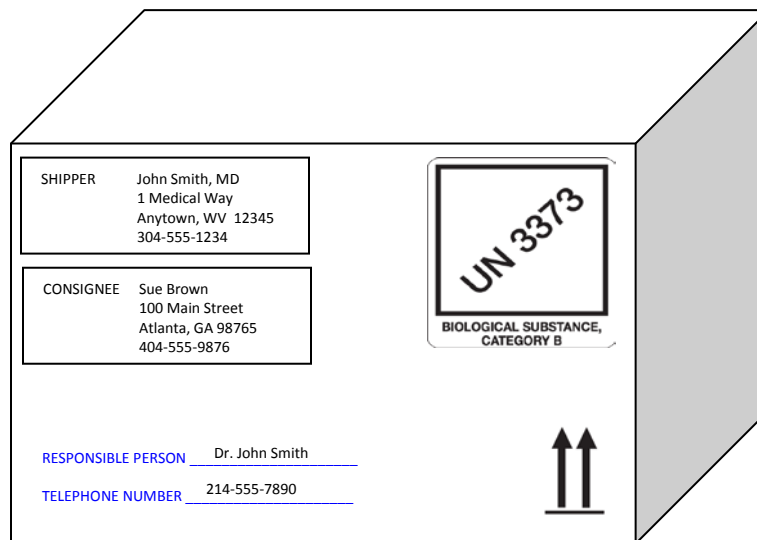 SHIPPER John Smith, MD
1 Medical Way
Anytown, WV 12345
304-555-1234
CONSIGNEE Sue Brown
100 Main Street
Atlanta, GA 98765
404-555-9876
UN 3373
BIOLOGICAL SUBSTANCE,
CATEGORY B
RESPONSIBLE PERSON Dr. John Smith
TELEPHONE NUMBER 214-555-7890